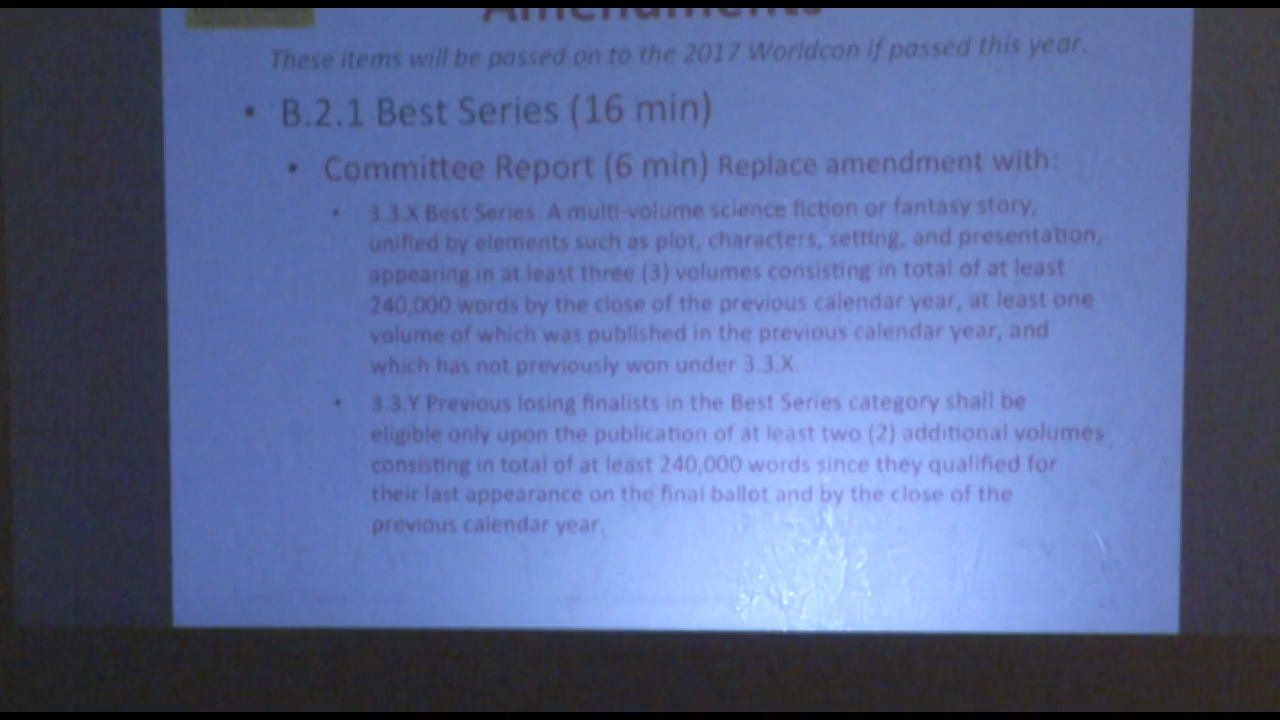 Amendments
These items will be passed on to the 2017 Worldcon if passed this year.
• B.2.1 Best Series (16 min)
• Committee Report (6 min) Replace amendment with:
• 3.3.X Best Series. A multi-volume science fiction or fantasy story,
unified by elements such as plot, characters, setting, and presentation,
appearing in at least three (3) volumes consisting in total of at least
240,000 words by the close of the previous calendar year, at least one
volume of which was published in the previous calendar year, and
which has not previously won under 3.3.X.
• 3.3.Y Previous losing finalists in the Best Series category shall be
eligible only upon the publication of at least two (2) additional volumes
consisting in total of at least 240,000 words since they qualified for
their last appearance on the final ballot and by the close of the
previous calendar year.